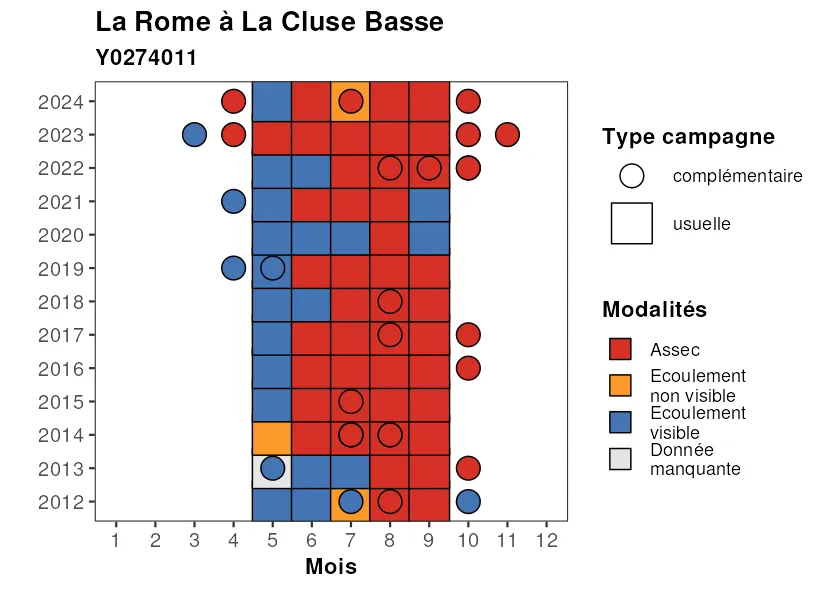 La Rome à La Cluse Basse
Y0274011
2024
2023
2022
2021
2020
2019
2018
2017
2016
2015
2014
2013
2012
1 2 3 4 5 6 7 8 9 10 11 12
Mois
Type campagne
complémentaire
usuelle
Modalités
Assec
Ecoulement
non visible
Ecoulement
visible
Donnée
manquante